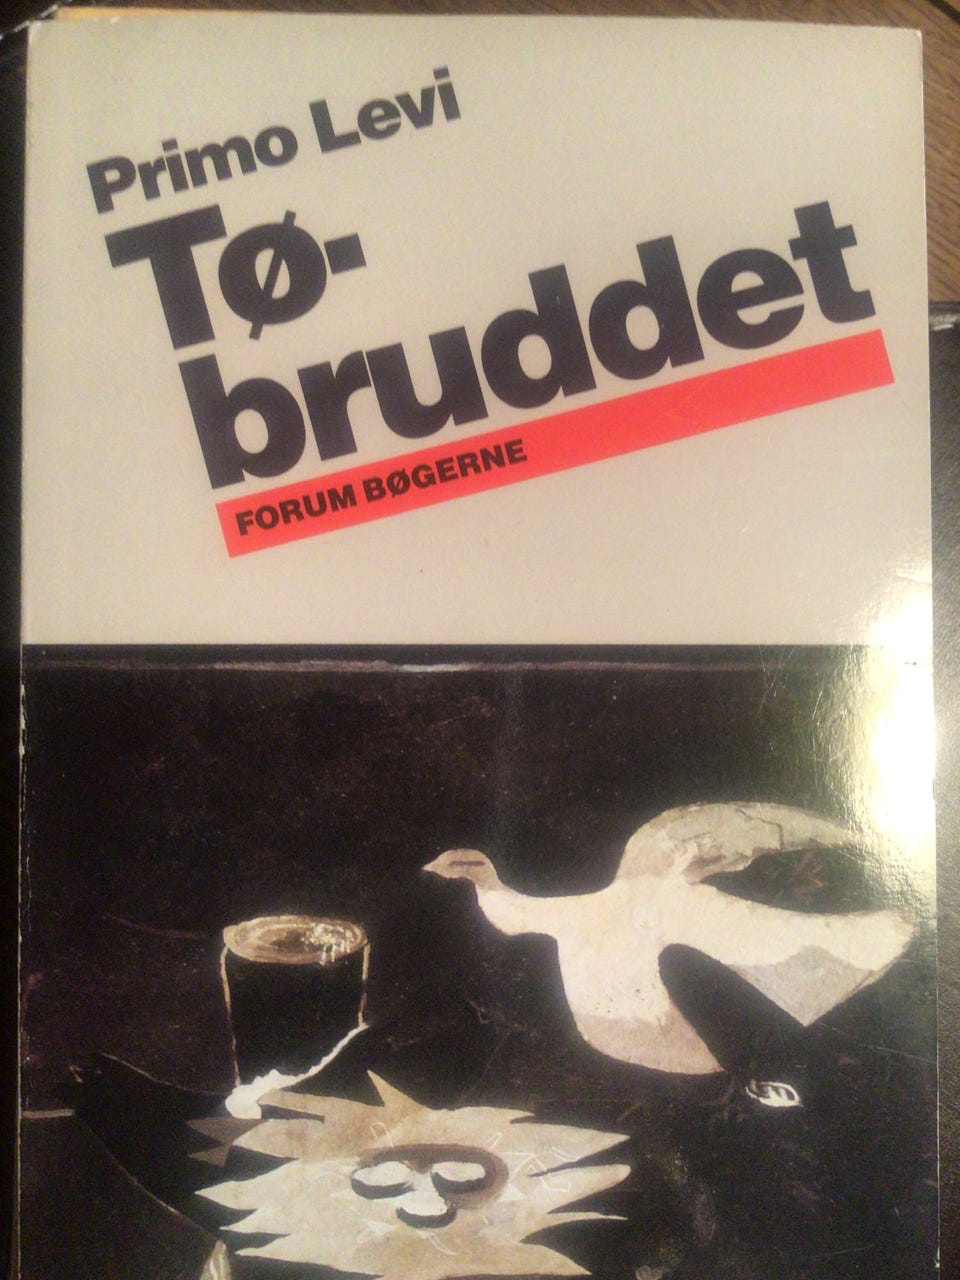 Primo Levi
Tø-
bruddet
FORUM BØGERNE